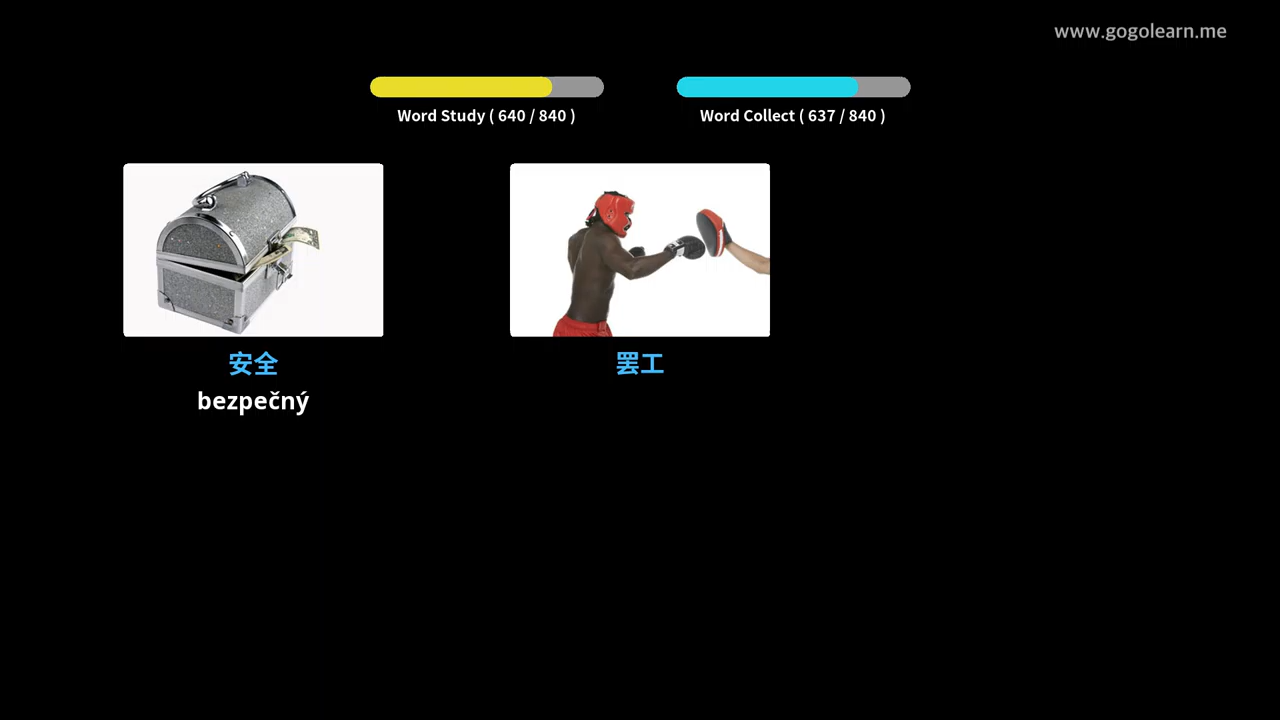 www.gogolearn.me
Word Study ( 640 / 840 )
Word Collect ( 637 / 840 )
安全
bezpečný
罢工